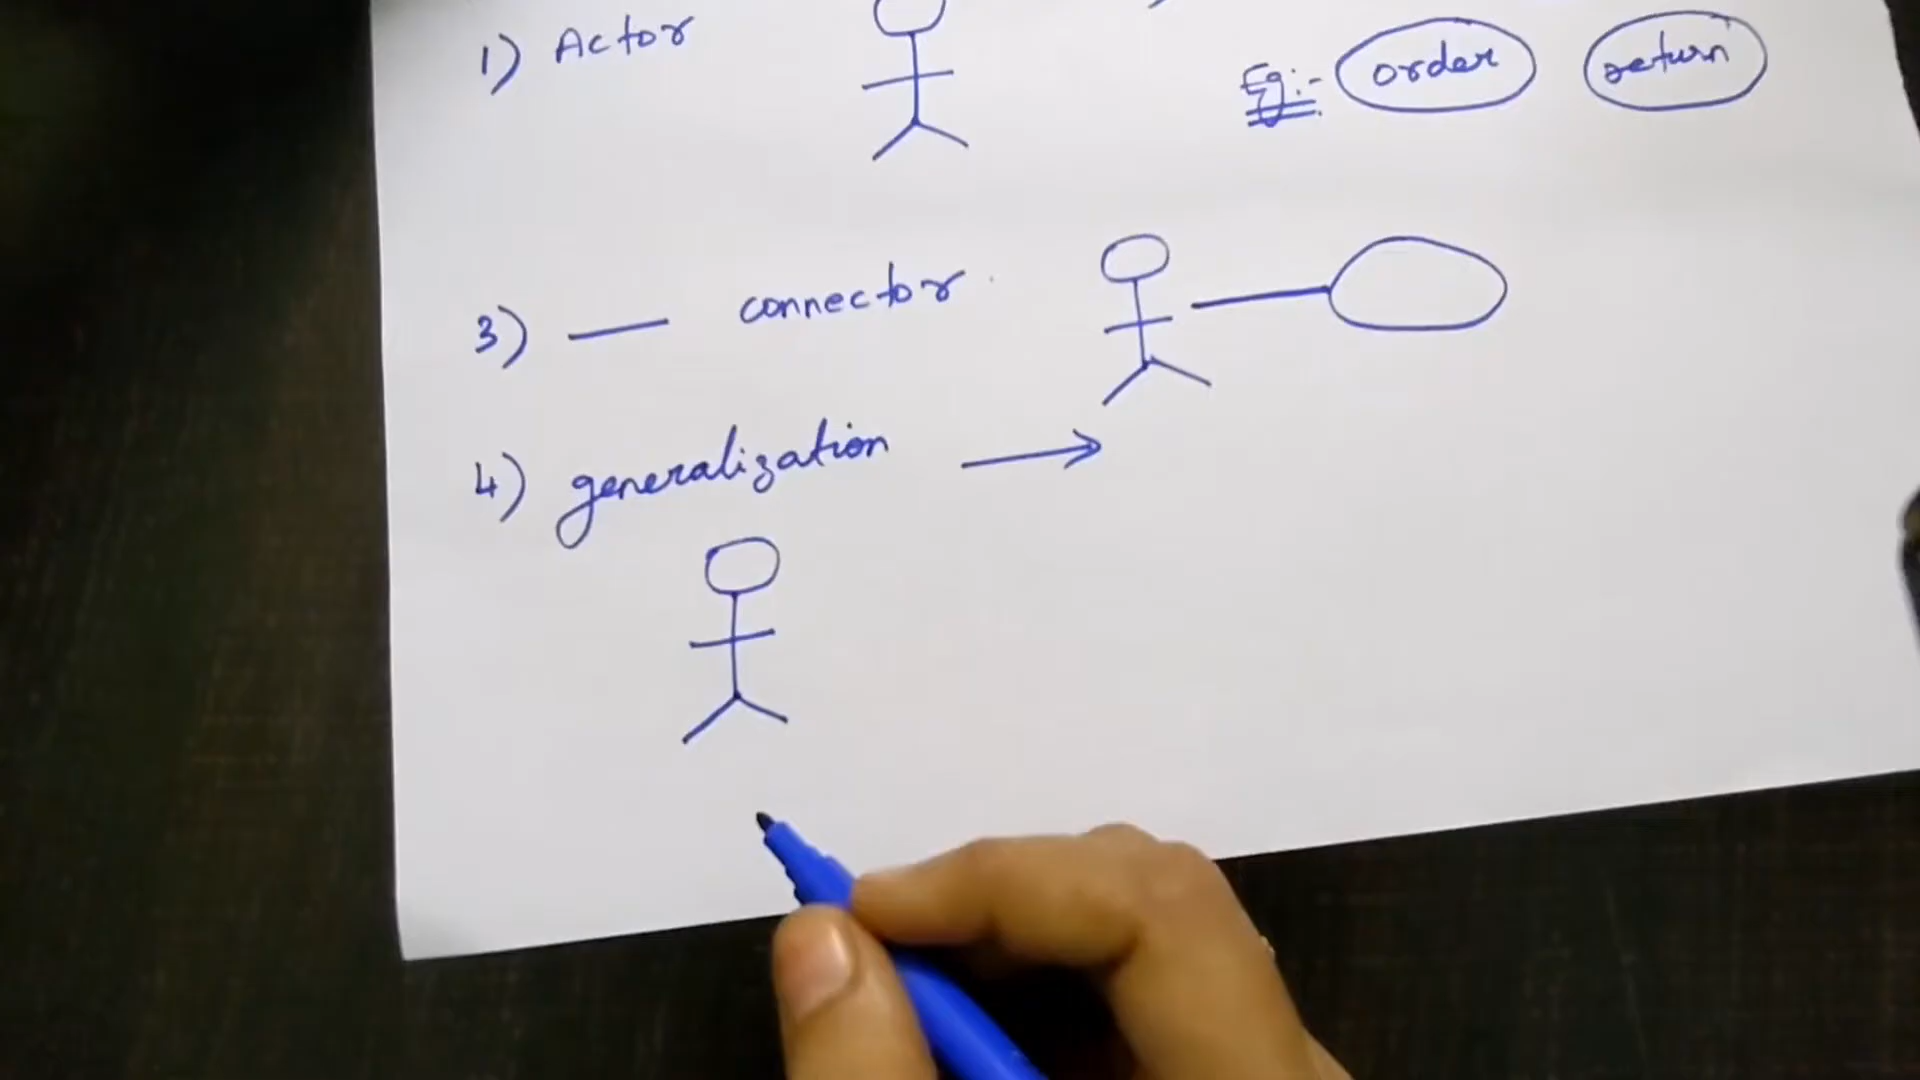 1) Actor
Eg:- order return
3) — connector
4) generalization →